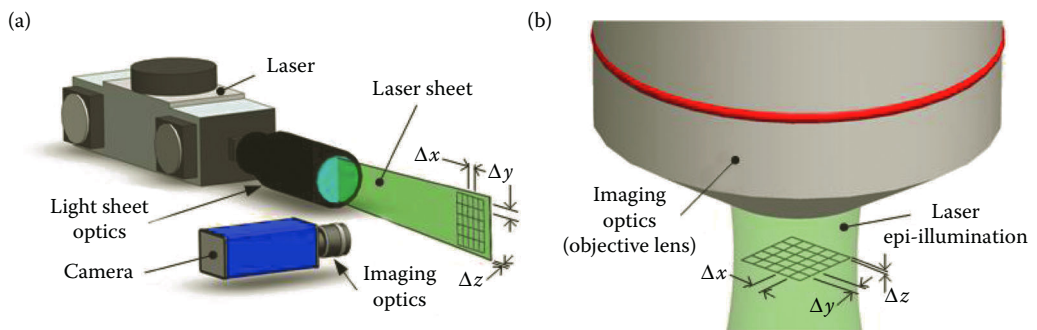 (a)
Laser
Laser sheet
Δx
Δy
Light sheet
optics
Camera
Imaging
optics
Δz
(b)
Imaging
optics
(objective lens)
Laser
epi-illumination
Δx
Δy
Δz